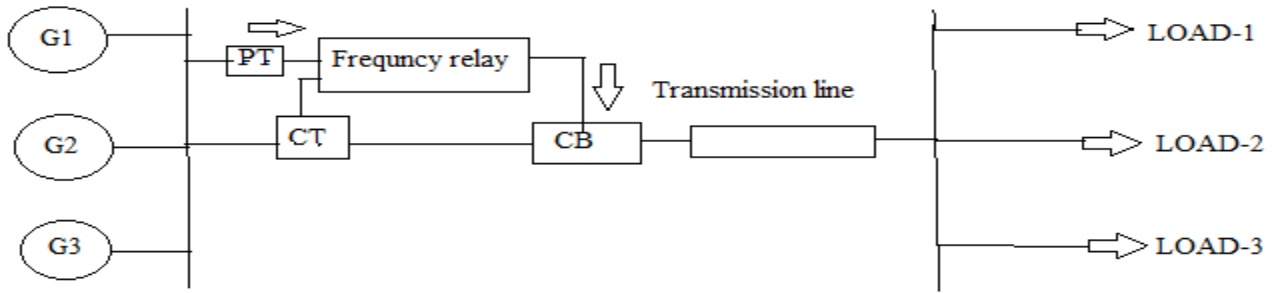 G1
PT
Frequncy relay
LOAD-1
Transmission line
G2
CT
CB
LOAD-2
G3
LOAD-3